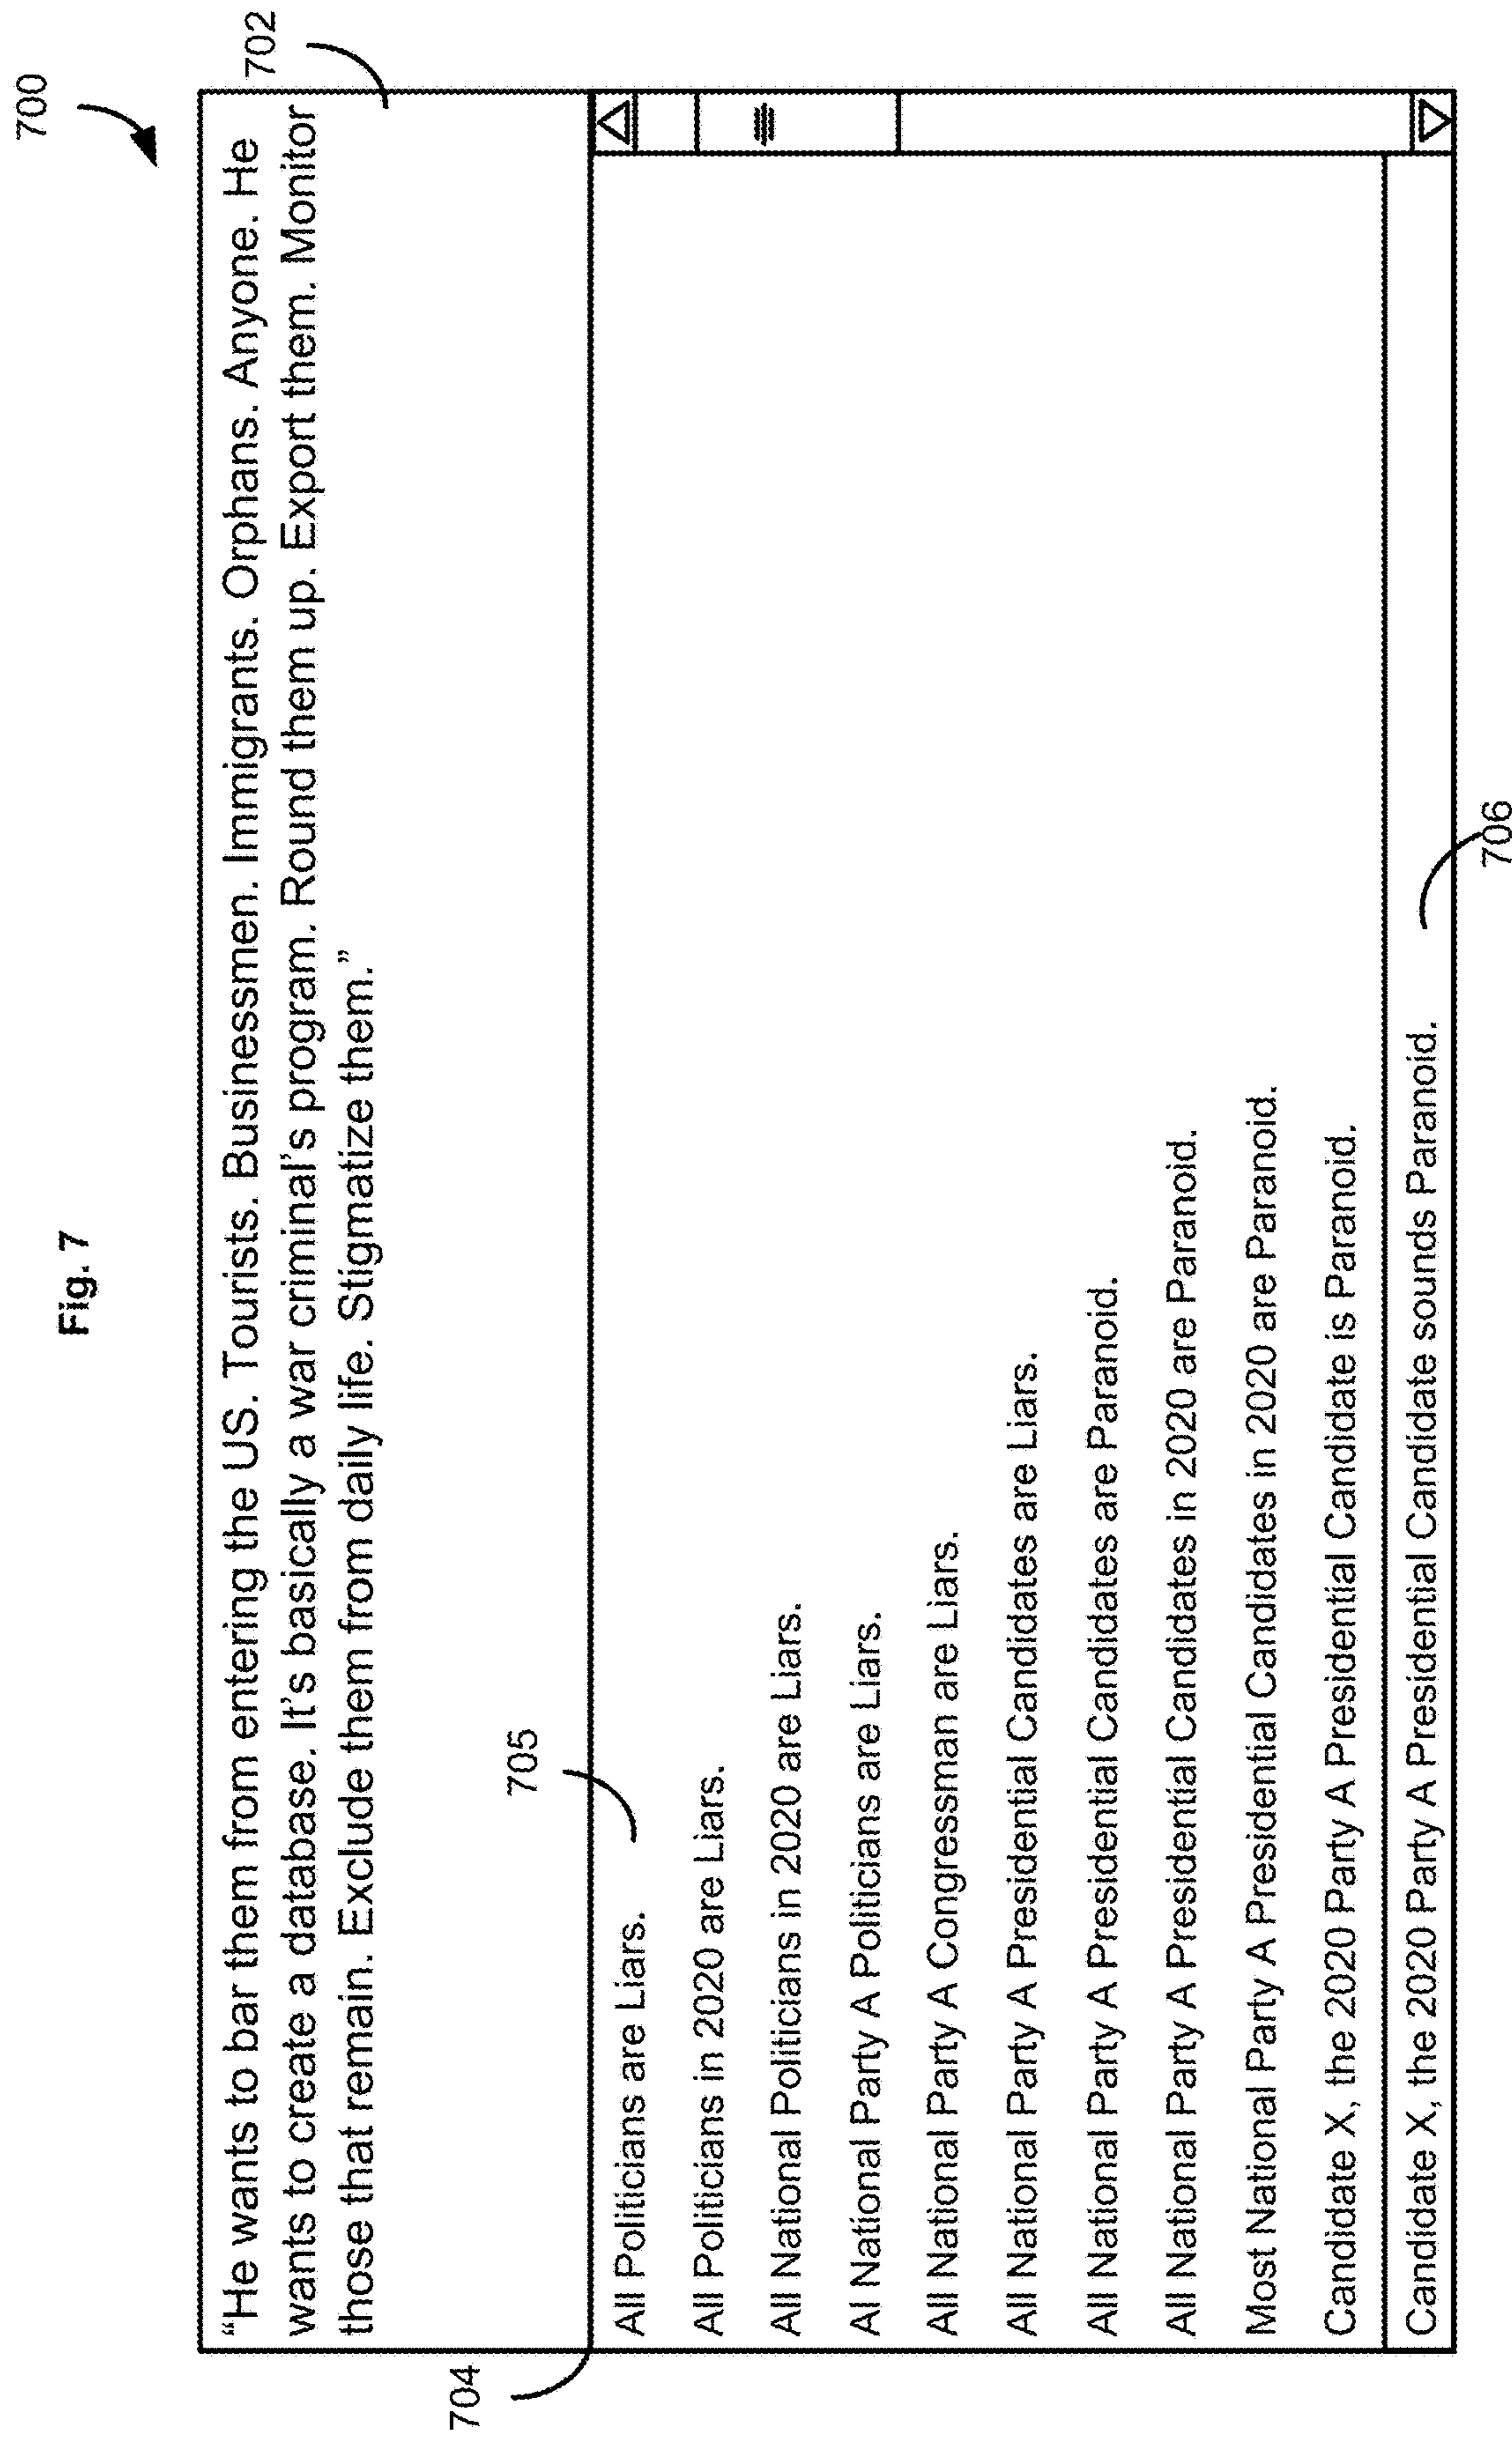 Fig. 7
700
702
“He wants to bar them from entering the US. Tourists. Businessmen. Immigrants. Orphans. Anyone. He
wants to create a database. It's basically a war criminal's program. Round them up. Export them. Monitor
those that remain. Exclude them from daily life. Stigmatize them.”
704
705
All Politicians are Liars.
All Politicians in 2020 are Liars.
All National Politicians in 2020 are Liars.
Al National Party A Politicians are Liars.
All National Party A Congressman are Liars.
All National Party A Presidential Candidates are Liars.
All National Party A Presidential Candidates are Paranoid.
All National Party A Presidential Candidates in 2020 are Paranoid.
Most National Party A Presidential Candidates in 2020 are Paranoid.
Candidate X, the 2020 Party A Presidential Candidate is Paranoid.
Candidate X, the 2020 Party A Presidential Candidate sounds Paranoid.
706